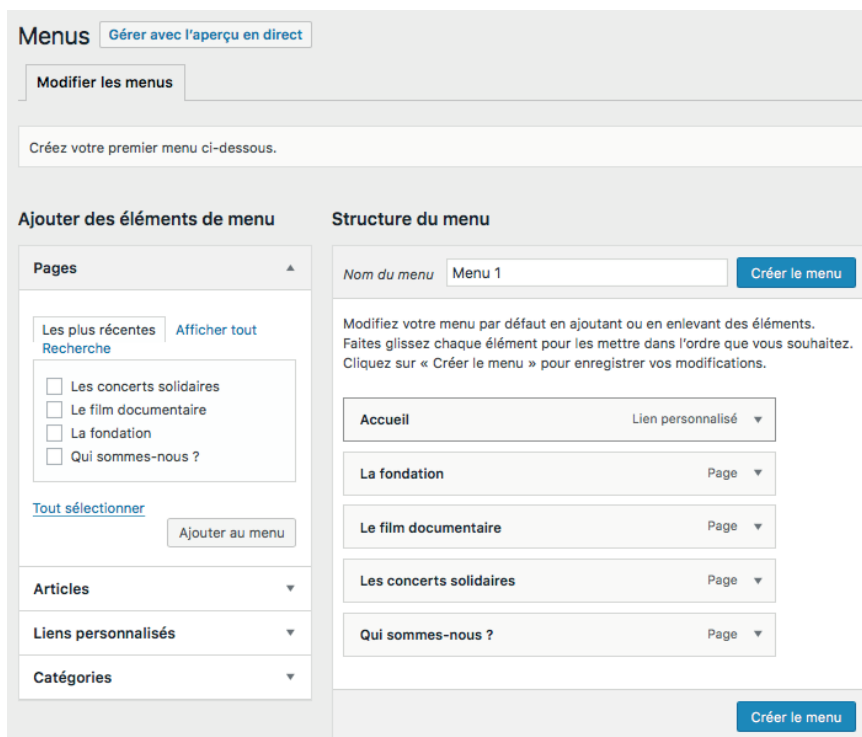 Menus Gérer avec l'aperçu en direct
Modifier les menus
Créez votre premier menu ci-dessous.
Ajouter des éléments de menu
Pages
Les plus récentes Afficher tout
Recherche
Les concerts solidaires
Le film documentaire
La fondation
Qui sommes-nous ?
Tout sélectionner
Ajouter au menu
Articles
Liens personnalisés
Catégories
Structure du menu
Nom du menu Menu 1 Créer le menu
Modifiez votre menu par défaut en ajoutant ou en enlevant des éléments.
Faites glissez chaque élément pour les mettre dans l'ordre que vous souhaitez.
Cliquez sur « Créer le menu » pour enregistrer vos modifications.
Accueil Lien personnalisé
La fondation Page
Le film documentaire Page
Les concerts solidaires Page
Qui sommes-nous ? Page
Créer le menu